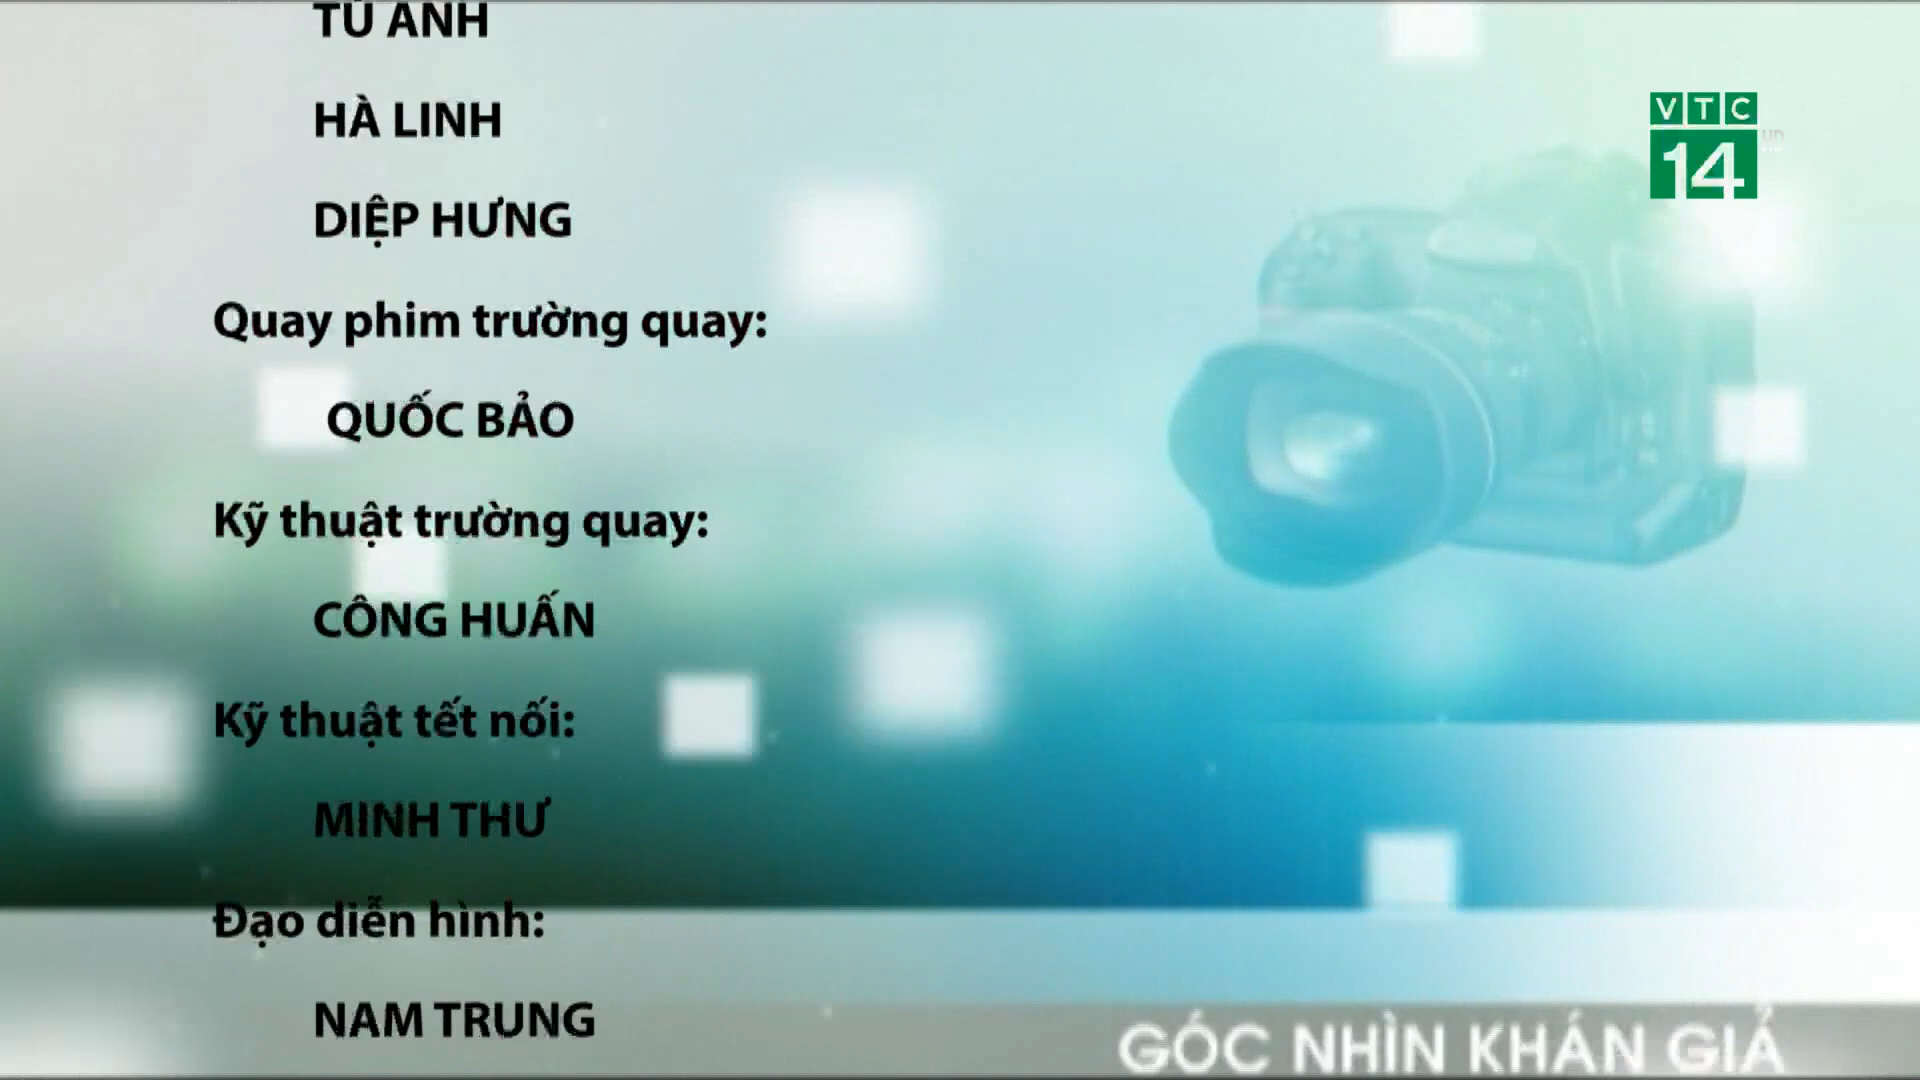 TÚ ANH
HÀ LINH
DIỆP HƯNG
Quay phim trường quay:
QUỐC BẢO
Kỹ thuật trường quay:
CÔNG HUẤN
Kỹ thuật tết nối:
MINH THƯ
Đạo diễn hình:
NAM TRUNG
VTC
14
HD
GÓC NHÌN KHÁN GIẢ